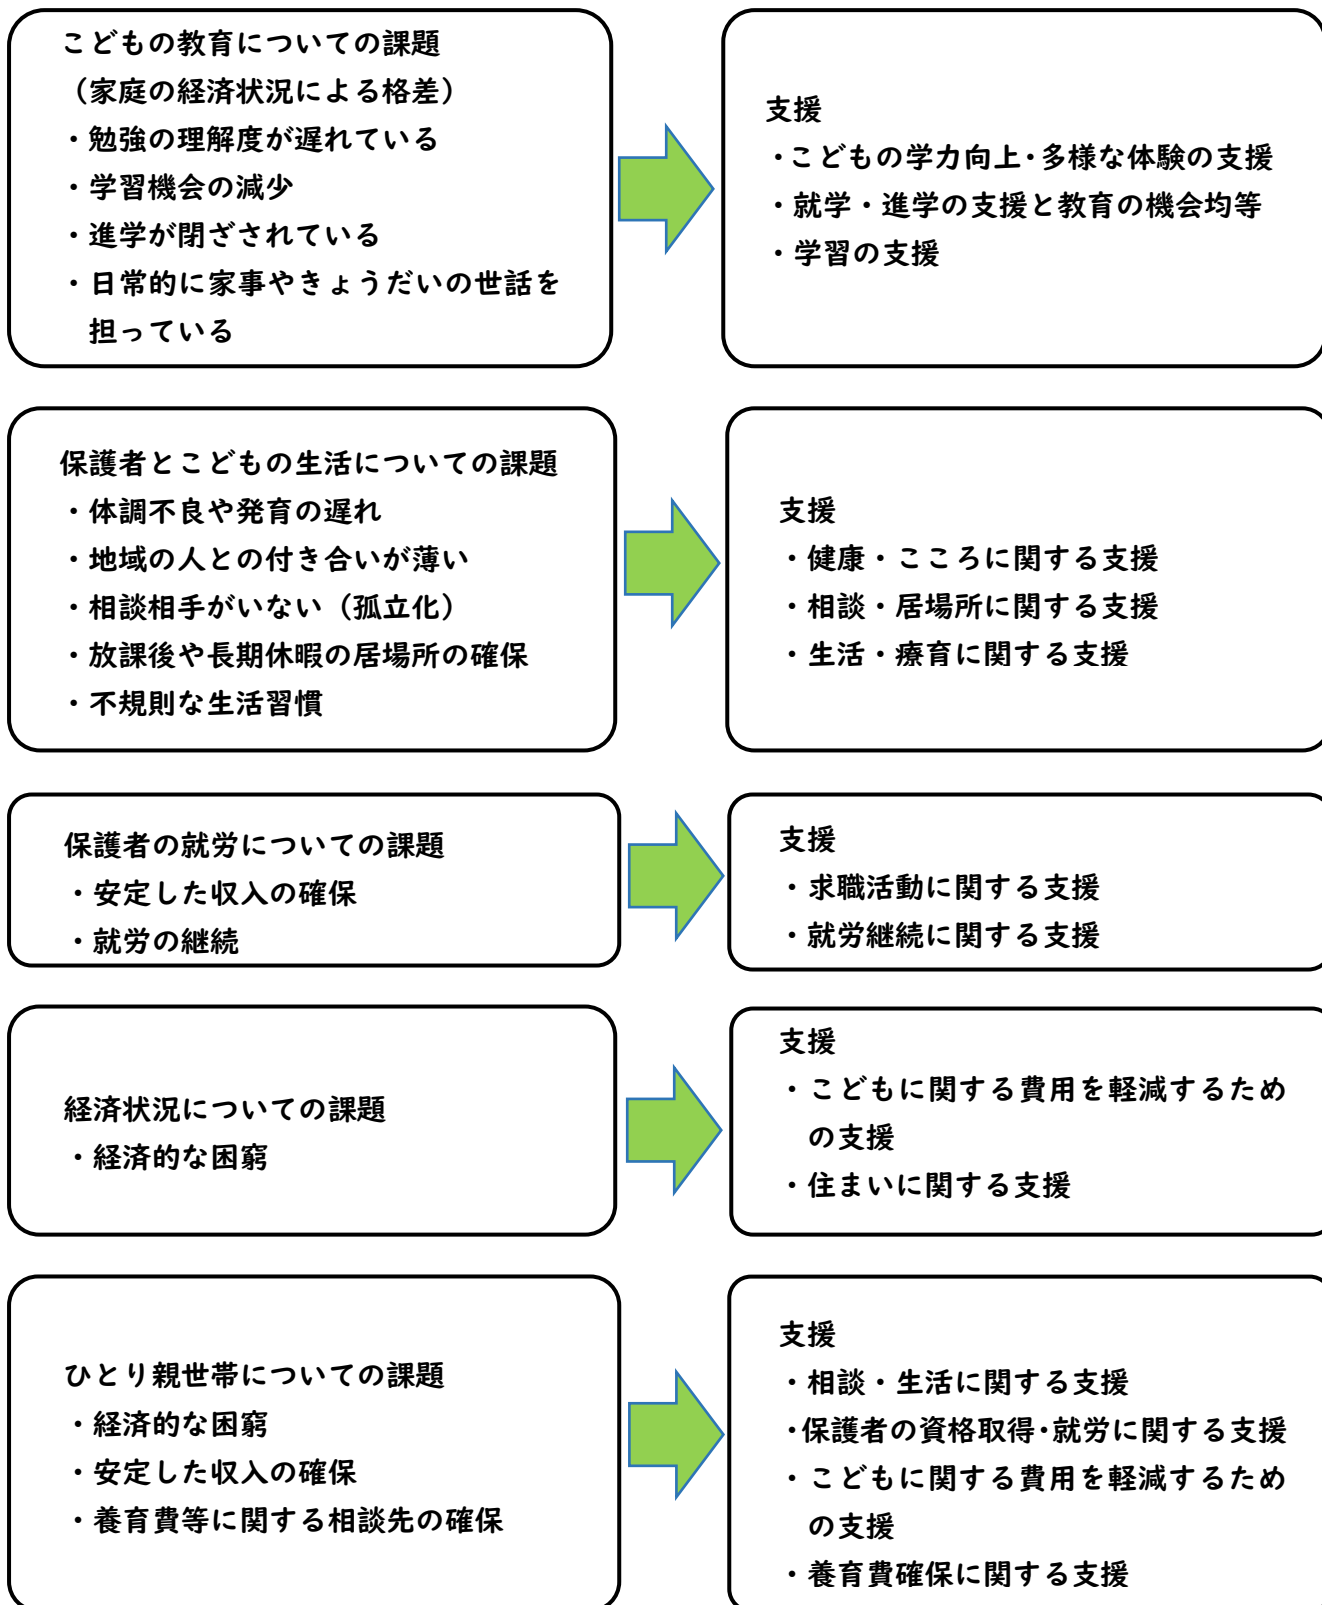 こどもの教育についての課題
（家庭の経済状況による格差）
・勉強の理解度が遅れている
・学習機会の減少
・進学が閉ざされている
・日常的に家事やきょうだいの世話を
担っている
支援
・こどもの学力向上・多様な体験の支援
・就学・進学の支援と教育の機会均等
・学習の支援
保護者とこどもの生活についての課題
・体調不良や発育の遅れ
・地域の人との付き合いが薄い
・相談相手がいない（孤立化）
・放課後や長期休暇の居場所の確保
・不規則な生活習慣
支援
・健康・こころに関する支援
・相談・居場所に関する支援
・生活・療育に関する支援
保護者の就労についての課題
・安定した収入の確保
・就労の継続
支援
・求職活動に関する支援
・就労継続に関する支援
経済状況についての課題
・経済的な困窮
支援
・こどもに関する費用を軽減するため
の支援
・住まいに関する支援
ひとり親世帯についての課題
・経済的な困窮
・安定した収入の確保
・養育費等に関する相談先の確保
支援
・相談・生活に関する支援
・保護者の資格取得・就労に関する支援
・こどもに関する費用を軽減するため
の支援
・養育費確保に関する支援